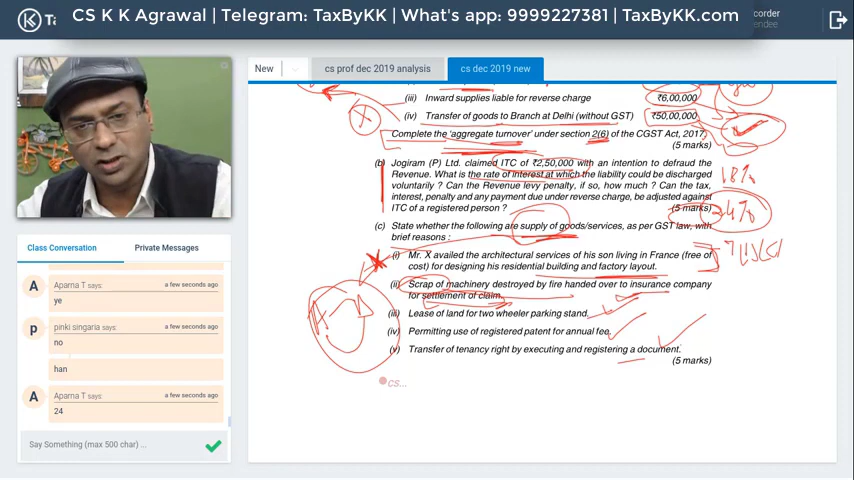 CS K K Agrawal | Telegram: TaxByKK | What's app: 9999227381 | TaxByKK.com
corder
endee
New
cs prof dec 2019 analysis
cs dec 2019 new
(iii) Inward supplies liable for reverse charge ₹6,00,000
(iv) Transfer of goods to Branch at Delhi (without GST) ₹50,00,000
Complete the 'aggregate turnover' under section 2(6) of the CGST Act, 2017.
(5 marks)
(b) Jogiram (P) Ltd. claimed ITC of ₹2,50,000 with an intention to defraud the
Revenue. What is the rate of interest at which the liability could be discharged
voluntarily ? Can the Revenue levy penalty, if so, how much ? Can the tax,
interest, penalty and any payment due under reverse charge, be adjusted against
ITC of a registered person ?
(5 marks)
18%
24%
(c) State whether the following are supply of goods/services, as per GST law, with
brief reasons :
(i) Mr. X availed the architectural services of his son living in France (free of
cost) for designing his residential building and factory layout.
(ii) Scrap of machinery destroyed by fire handed over to insurance company
for settlement of claim.
(iii) Lease of land for two wheeler parking stand.
(iv) Permitting use of registered patent for annual fee.
(v) Transfer of tenancy right by executing and registering a document.
(5 marks)
cs...
Class Conversation
Private Messages
A
Aparna T says:
a few seconds ago
ye
p
pinki singaria says:
a few seconds ago
no
han
A
Aparna T says:
a few seconds ago
24
Say Something (max 500 char) ...